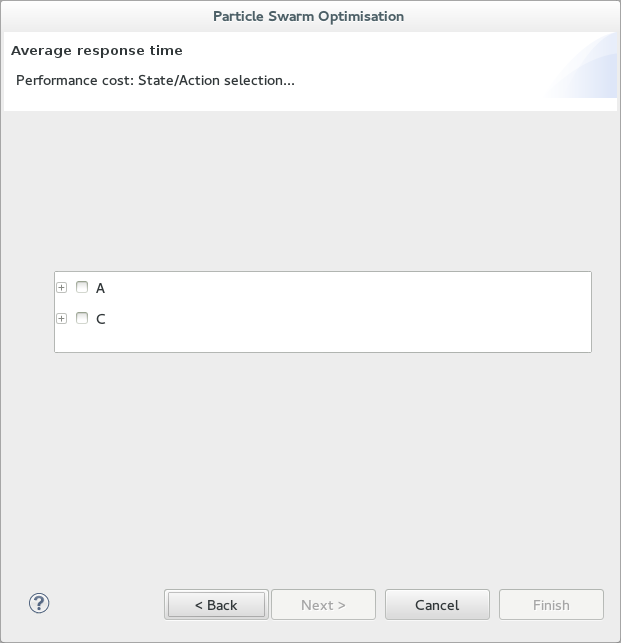 Particle Swarm Optimisation
Average response time
Performance cost: State/Action selection...
A
C
?
< Back
Next >
Cancel
Finish